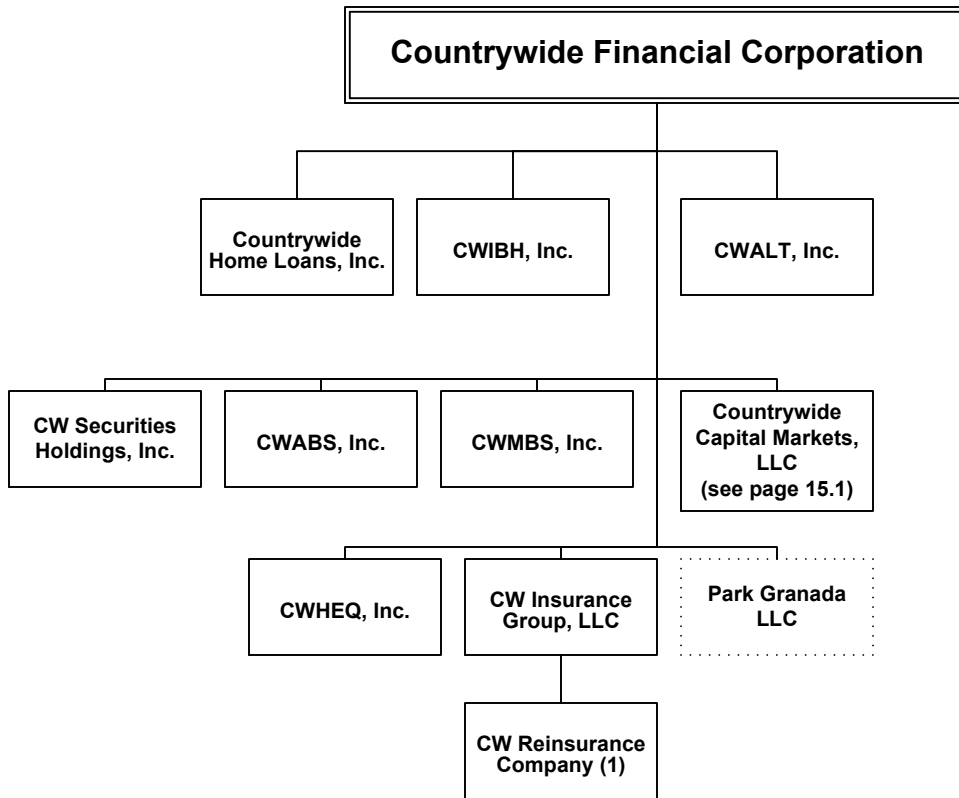 Countrywide Financial Corporation
Countrywide
Home Loans, Inc.
CWIBH, Inc.
CWALT, Inc.
CW Securities
Holdings, Inc.
CWABS, Inc.
CWMBS, Inc.
Countrywide
Capital Markets,
LLC
(see page 15.1)
CWHEQ, Inc.
CW Insurance
Group, LLC
Park Granada
LLC
CW Reinsurance
Company (1)